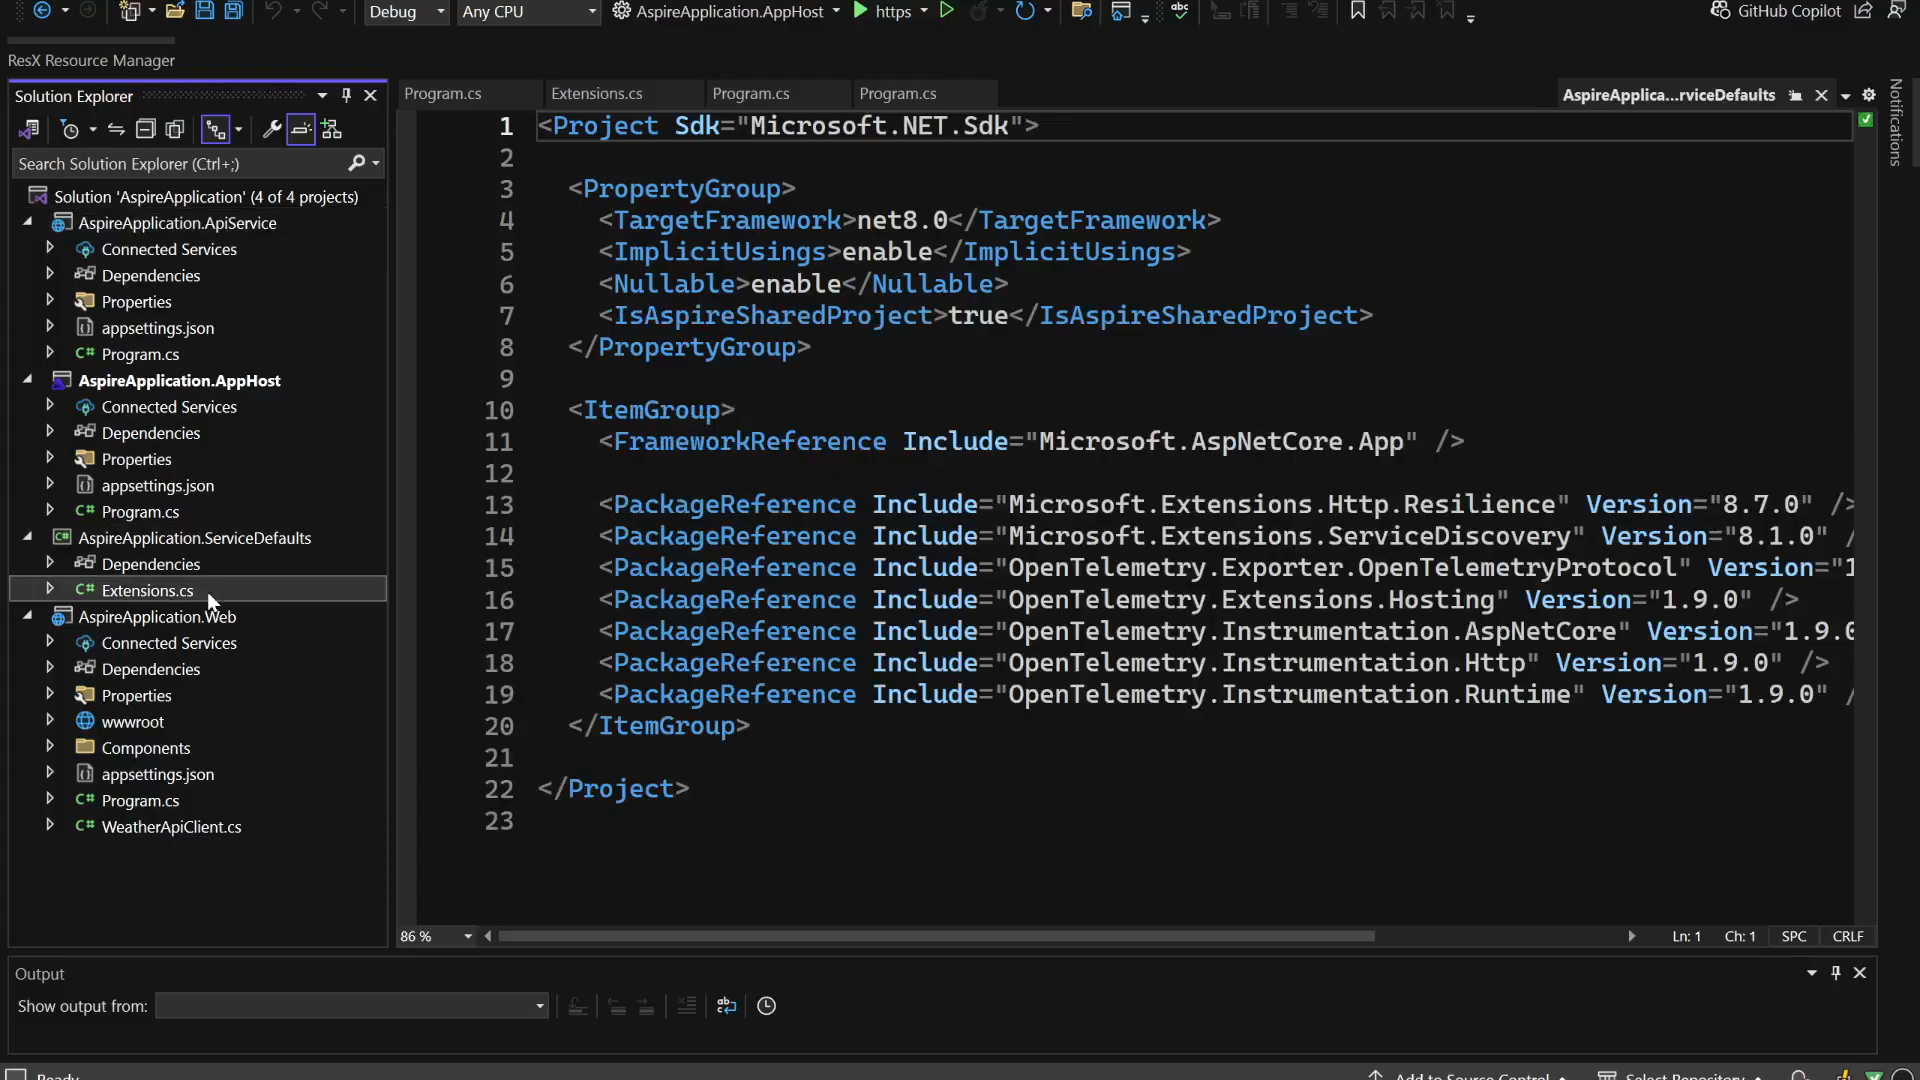 Debug
Any CPU
AspireApplication.AppHost
https
GitHub Copilot
ResX Resource Manager
Solution Explorer
Search Solution Explorer (Ctrl+;)
Solution 'AspireApplication' (4 of 4 projects)
AspireApplication.ApiService
Connected Services
Dependencies
Properties
appsettings.json
C# Program.cs
AspireApplication.AppHost
Connected Services
Dependencies
Properties
appsettings.json
C# Program.cs
C# AspireApplication.ServiceDefaults
Dependencies
C# Extensions.cs
AspireApplication.Web
Connected Services
Dependencies
Properties
wwwroot
Components
appsettings.json
C# Program.cs
C# WeatherApiClient.cs
Program.cs
Extensions.cs
Program.cs
Program.cs
AspireApplica...rviceDefaults
Notifications
1 <Project Sdk="Microsoft.NET.Sdk">
2
3 <PropertyGroup>
4 <TargetFramework>net8.0</TargetFramework>
5 <ImplicitUsings>enable</ImplicitUsings>
6 <Nullable>enable</Nullable>
7 <IsAspireSharedProject>true</IsAspireSharedProject>
8 </PropertyGroup>
9
10 <ItemGroup>
11 <FrameworkReference Include="Microsoft.AspNetCore.App" />
12
13 <PackageReference Include="Microsoft.Extensions.Http.Resilience" Version="8.7.0" />
14 <PackageReference Include="Microsoft.Extensions.ServiceDiscovery" Version="8.1.0" /
15 <PackageReference Include="OpenTelemetry.Exporter.OpenTelemetryProtocol" Version="1
16 <PackageReference Include="OpenTelemetry.Extensions.Hosting" Version="1.9.0" />
17 <PackageReference Include="OpenTelemetry.Instrumentation.AspNetCore" Version="1.9.0
18 <PackageReference Include="OpenTelemetry.Instrumentation.Http" Version="1.9.0" />
19 <PackageReference Include="OpenTelemetry.Instrumentation.Runtime" Version="1.9.0" /
20 </ItemGroup>
21
22 </Project>
23
86 %
Ln: 1
Ch: 1
SPC
CRLF
Output
Show output from:
Ready
Add to Source Control
Select Repository